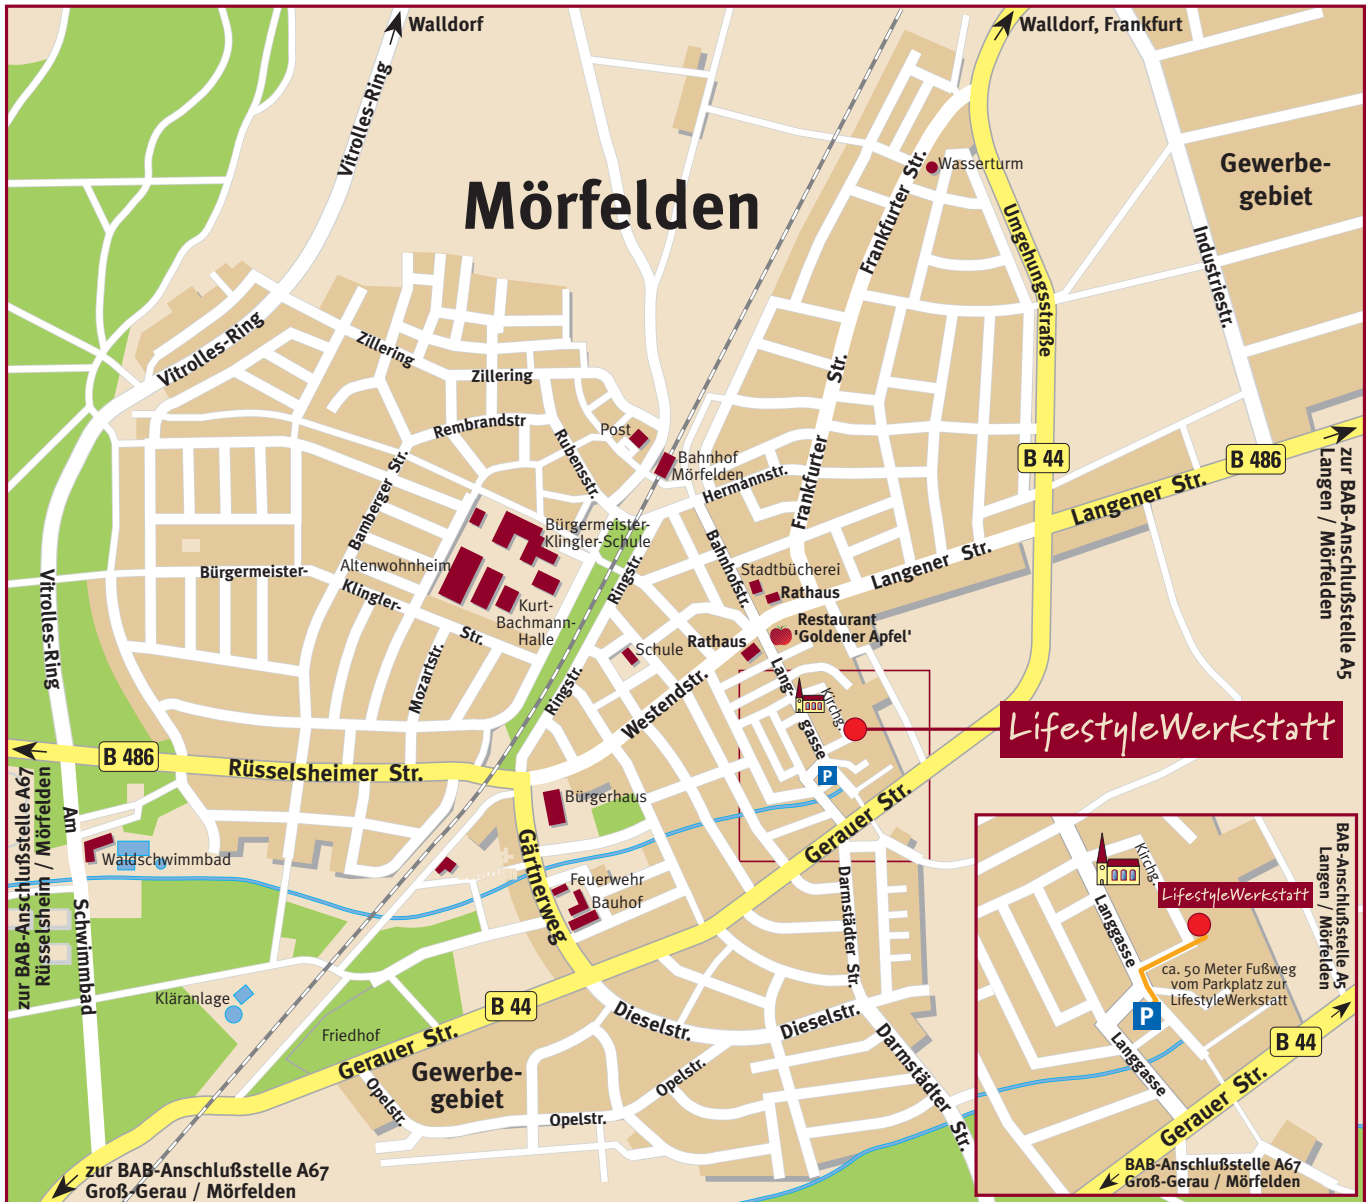 Walldorf
Walldorf, Frankfurt
Vitrolles-Ring
Mörfelden
Wasserturm
Frankfurter Str.
Umgehungsstraße
Gewerbe-
gebiet
Industriestr.
Vitrolles-Ring
Zillering
Zillering
Rembrandtstr
Rubensstr.
Post
Bahnhof
Mörfelden
Hermannstr.
Str.
Frankfurter
B 44
B 486
Langener Str.
zur BAB-Anschlußstelle A5
Langen / Mörfelden
Bamberger Str.
Bürgermeister-
Klingler-Schule
Altenwohnheim
Bürgermeister-
Klingler-
Str.
Kurt-
Bachmann-
Halle
Ringstr.
Bahnhofstr.
Stadtbücherei
Rathaus
Langener Str.
Restaurant
'Goldener Apfel'
Rathaus
Schule
Vitrolles-Ring
Mozartstr.
Ringstr.
Westendstr.
Lang-
gasse
Kirchg.
LifestyleWerkstatt
P
B 486
Rüsselsheimer Str.
zur BAB-Anschlußstelle A67
Rüsselsheim / Mörfelden
Am
Schwimmbad
Waldschwimmbad
Bürgerhaus
Gärtnerweg
Feuerwehr
Bauhof
Gerauer Str.
Darmstädter Str.
Kläranlage
Friedhof
B 44
Gerauer Str.
Gewerbe-
gebiet
Dieselstr.
Dieselstr.
Opelstr.
Opelstr.
Opelstr.
Darmstädter Str.
zur BAB-Anschlußstelle A67
Groß-Gerau / Mörfelden
Kirchg.
LifestyleWerkstatt
BAB-Anschlußstelle A5
Langen / Mörfelden
Langgasse
ca. 50 Meter Fußweg
vom Parkplatz zur
LifestyleWerkstatt
P
Langgasse
B 44
Gerauer Str.
BAB-Anschlußstelle A67
Groß-Gerau / Mörfelden